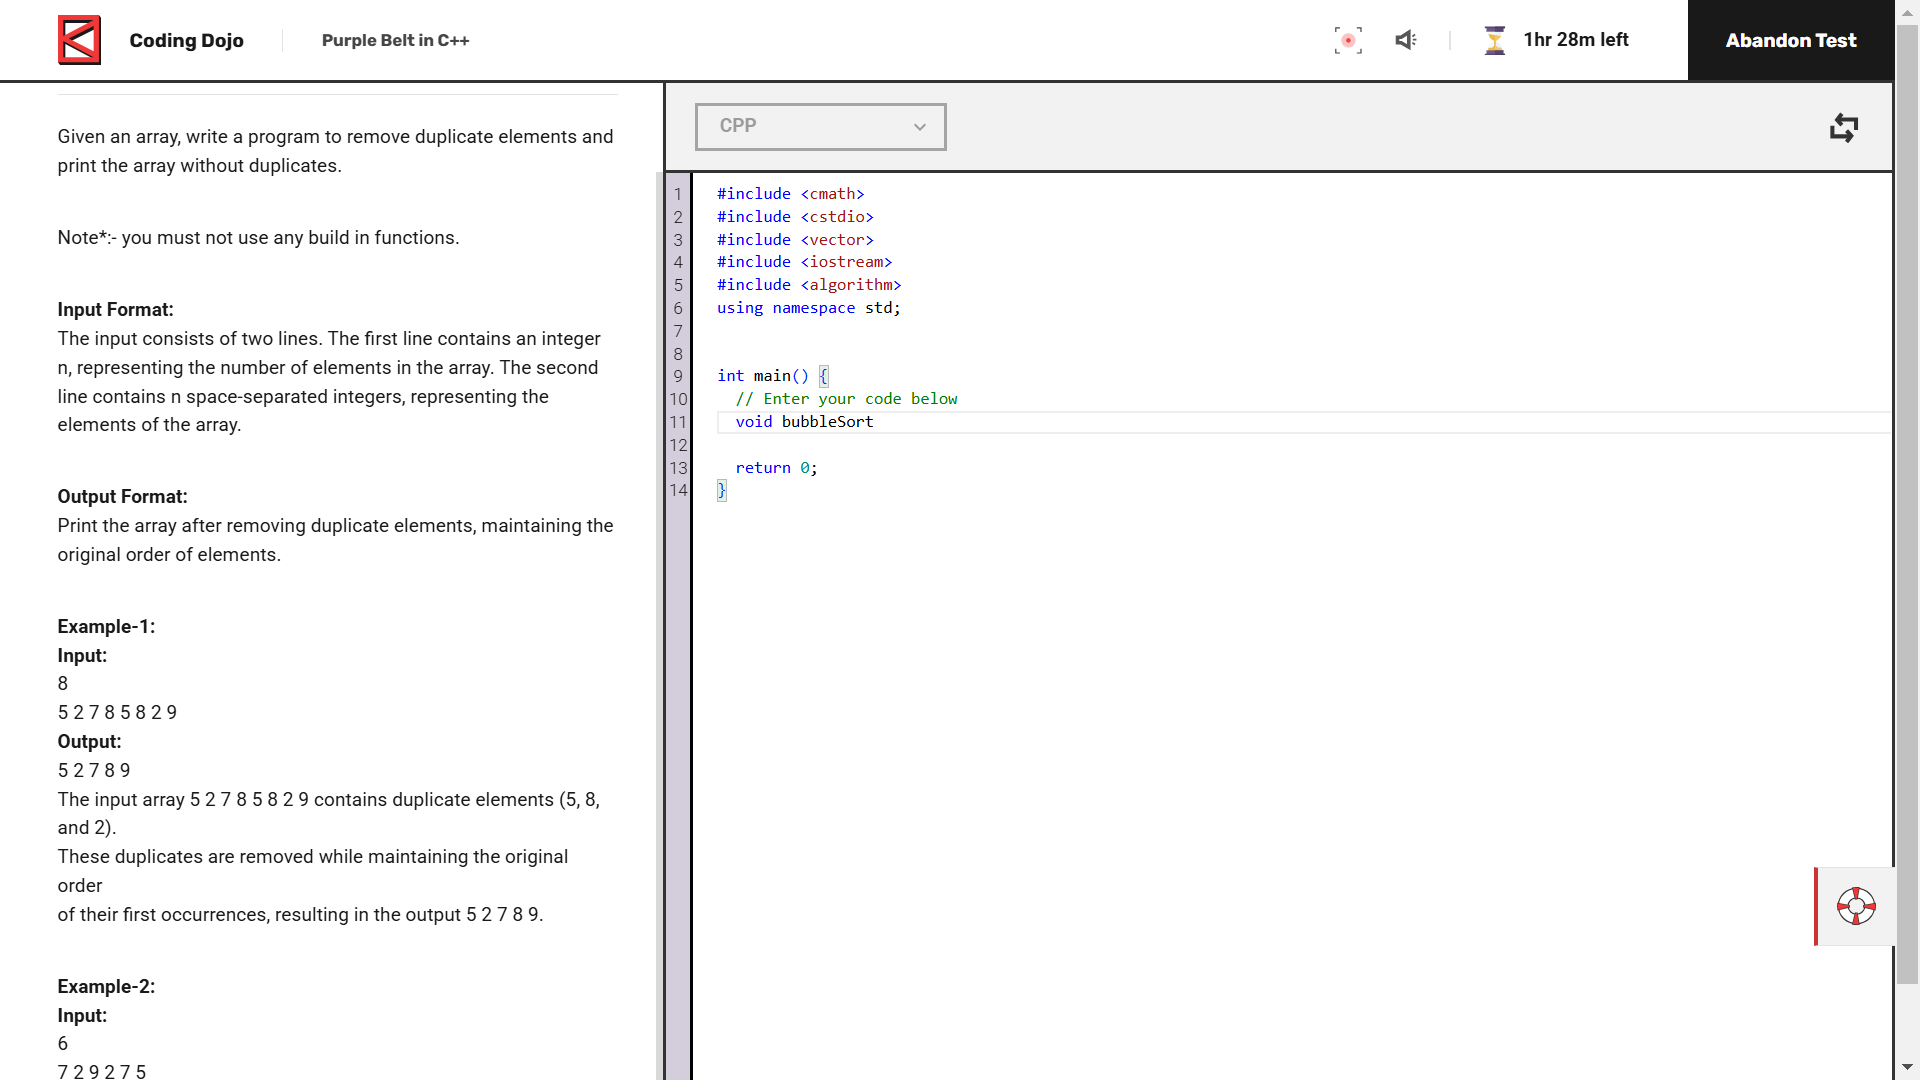 Coding Dojo
Purple Belt in C++
1hr 28m left
Abandon Test
Given an array, write a program to remove duplicate elements and
print the array without duplicates.
Note*:- you must not use any build in functions.
Input Format:
The input consists of two lines. The first line contains an integer
n, representing the number of elements in the array. The second
line contains n space-separated integers, representing the
elements of the array.
Output Format:
Print the array after removing duplicate elements, maintaining the
original order of elements.
Example-1:
Input:
8
5 2 7 8 5 8 2 9
Output:
5 2 7 8 9
The input array 5 2 7 8 5 8 2 9 contains duplicate elements (5, 8,
and 2).
These duplicates are removed while maintaining the original
order
of their first occurrences, resulting in the output 5 2 7 8 9.
Example-2:
Input:
6
7 2 9 2 7 5
CPP
1 #include <cmath>
2 #include <cstdio>
3 #include <vector>
4 #include <iostream>
5 #include <algorithm>
6 using namespace std;
7
8
9 int main() {
10 // Enter your code below
11 void bubbleSort
12
13 return 0;
14 }